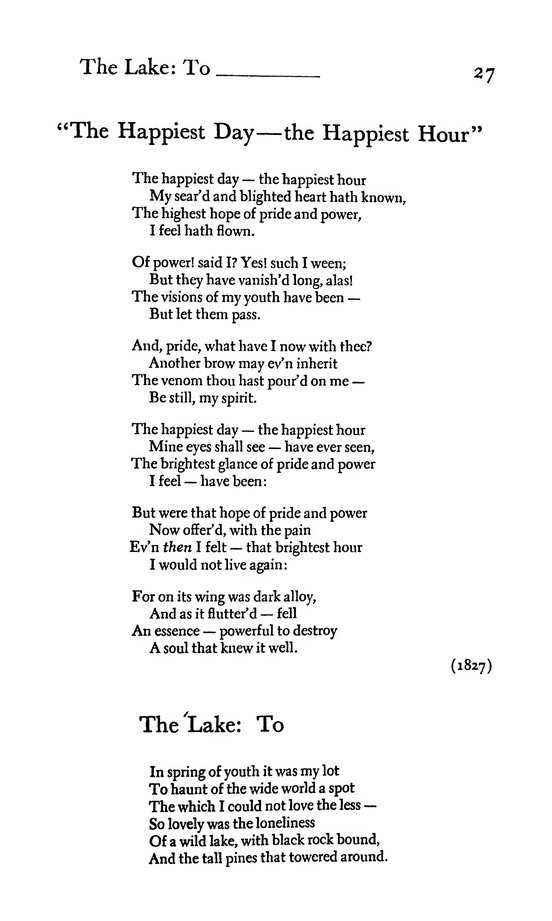 The Lake: To __________ 27
“The Happiest Day—the Happiest Hour”
The happiest day — the happiest hour
My sear’d and blighted heart hath known,
The highest hope of pride and power,
I feel hath flown.
Of power! said I? Yes! such I ween;
But they have vanish’d long, alas!
The visions of my youth have been —
But let them pass.
And, pride, what have I now with thee?
Another brow may ev’n inherit
The venom thou hast pour’d on me —
Be still, my spirit.
The happiest day — the happiest hour
Mine eyes shall see — have ever seen,
The brightest glance of pride and power
I feel — have been:
But were that hope of pride and power
Now offer’d, with the pain
Ev’n then I felt — that brightest hour
I would not live again:
For on its wing was dark alloy,
And as it flutter’d — fell
An essence — powerful to destroy
A soul that knew it well.
(1827)
The Lake: To
In spring of youth it was my lot
To haunt of the wide world a spot
The which I could not love the less —
So lovely was the loneliness
Of a wild lake, with black rock bound,
And the tall pines that towered around.